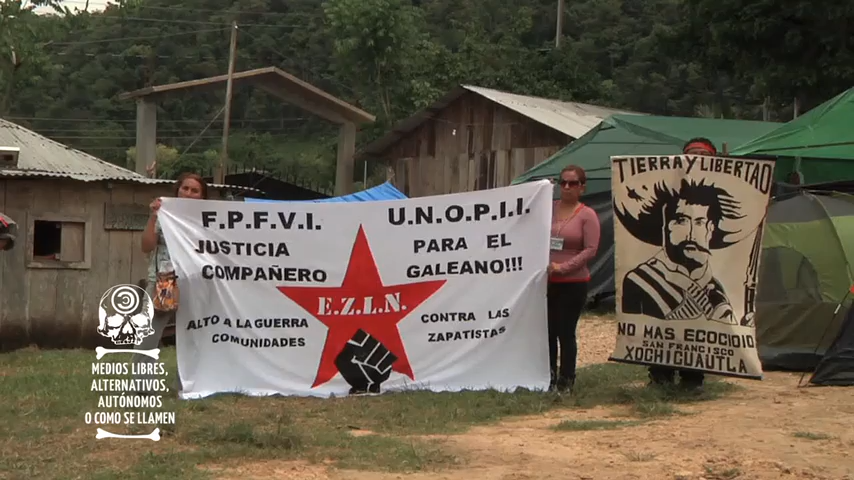 F.P.F.V.I. U.N.O.P.I.I.
JUSTICIA PARA EL
COMPAÑERO GALEANO!!!
E.Z.L.N.
ALTO A LA GUERRA CONTRA LAS
COMUNIDADES ZAPATISTAS
TIERRA Y LIBERTAD
NO MAS ECOCIDIO
SAN FRANCISCO
XOCHICUAUTLA
MEDIOS LIBRES,
ALTERNATIVOS,
AUTÓNOMOS
O COMO SE LLAMEN